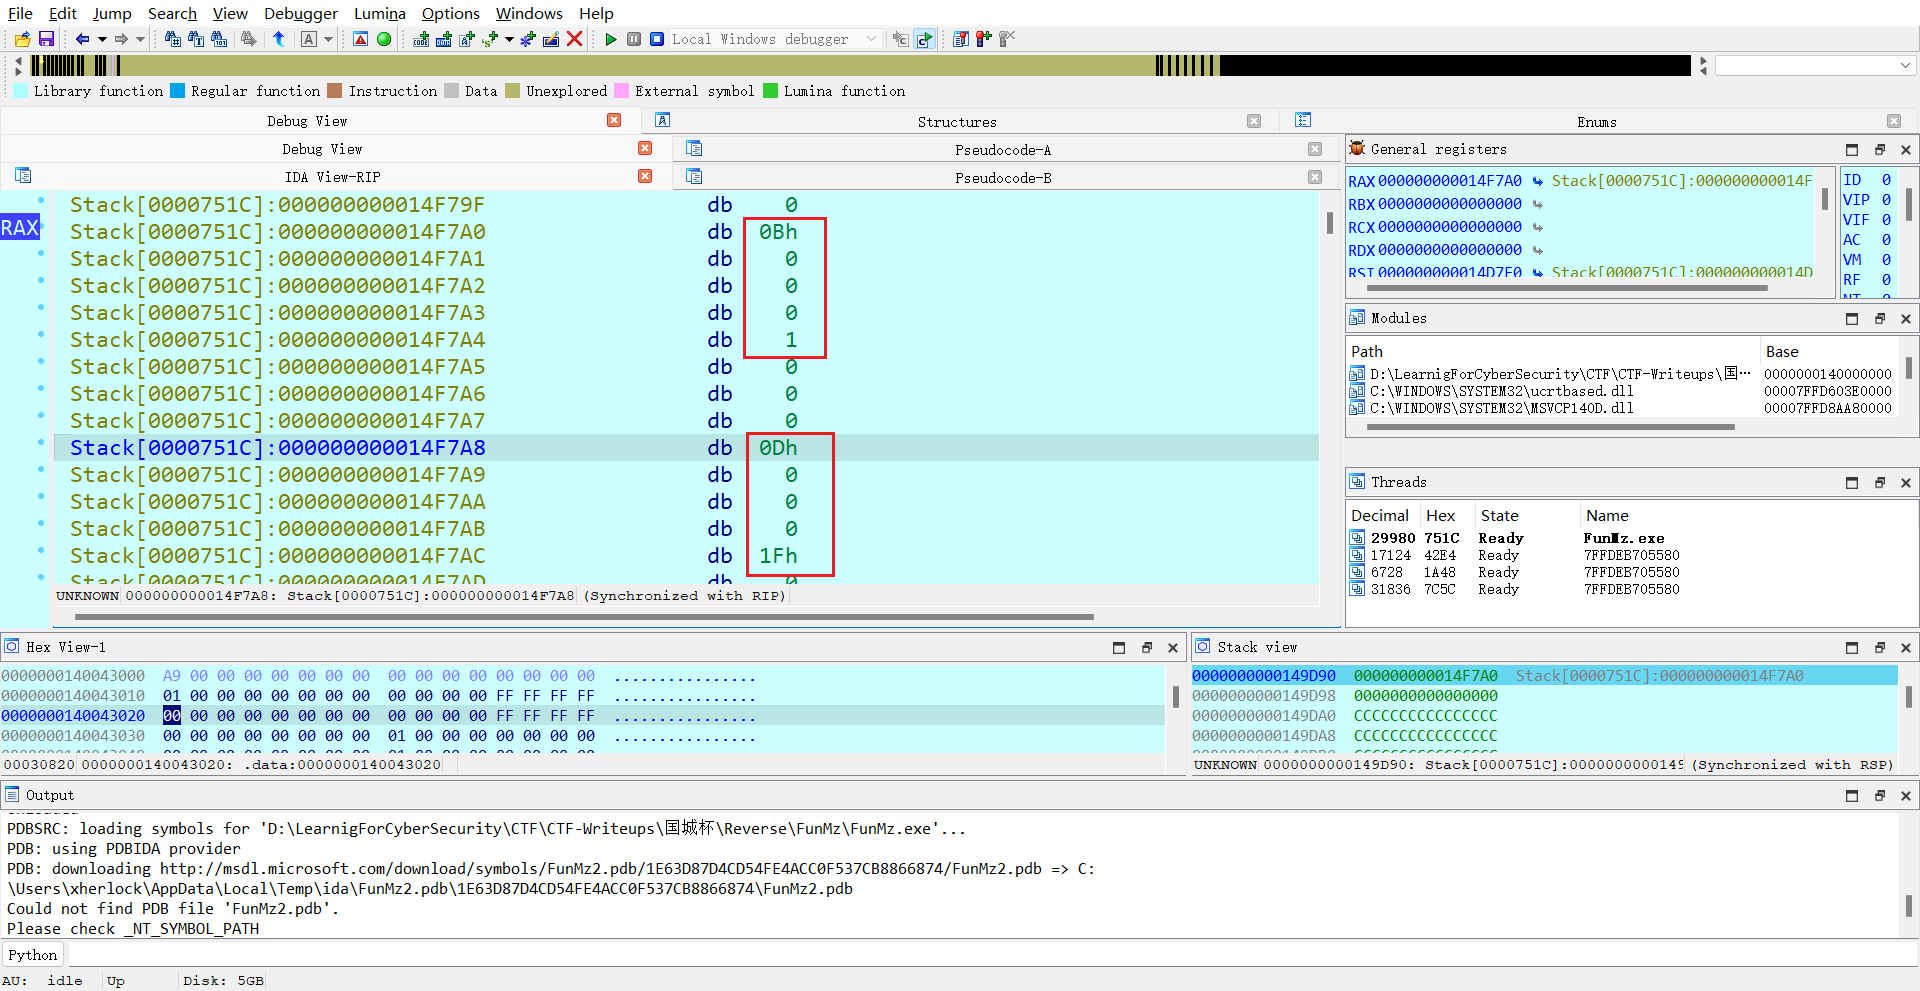 File Edit Jump Search View Debugger Lumina Options Windows Help
Local Windows debugger
Library function Regular function Instruction Data Unexplored External symbol Lumina function
Debug View Structures Enums
Debug View Pseudocode-A
IDA View-RIP Pseudocode-B
RAX
Stack[0000751C]:000000000014F79F db 0
Stack[0000751C]:000000000014F7A0 db 0Bh
Stack[0000751C]:000000000014F7A1 db 0
Stack[0000751C]:000000000014F7A2 db 0
Stack[0000751C]:000000000014F7A3 db 0
Stack[0000751C]:000000000014F7A4 db 1
Stack[0000751C]:000000000014F7A5 db 0
Stack[0000751C]:000000000014F7A6 db 0
Stack[0000751C]:000000000014F7A7 db 0
Stack[0000751C]:000000000014F7A8 db 0Dh
Stack[0000751C]:000000000014F7A9 db 0
Stack[0000751C]:000000000014F7AA db 0
Stack[0000751C]:000000000014F7AB db 0
Stack[0000751C]:000000000014F7AC db 1Fh
Stack[0000751C]:000000000014F7AD db 0
UNKNOWN 000000000014F7A8: Stack[0000751C]:000000000014F7A8 (Synchronized with RIP)
General registers
RAX 000000000014F7A0 Stack[0000751C]:000000000014F
RBX 0000000000000000
RCX 0000000000000000
RDX 0000000000000000
RSI 000000000014D7E0 Stack[0000751C]:000000000014D
ID 0
VIP 0
VIF 0
AC 0
VM 0
RF 0
NT 0
Modules
Path Base
D:\LearnigForCyberSecurity\CTF\CTF-Writeups\国… 0000000140000000
C:\WINDOWS\SYSTEM32\ucrtbased.dll 00007FFD603E0000
C:\WINDOWS\SYSTEM32\MSVCP140D.dll 00007FFD8AA80000
Threads
Decimal Hex State Name
29980 751C Ready FunMz.exe
17124 42E4 Ready 7FFDEB705580
6728 1A48 Ready 7FFDEB705580
31836 7C5C Ready 7FFDEB705580
Hex View-1
0000000140043000 A9 00 00 00 00 00 00 00 00 00 00 00 00 00 00 00 ................
0000000140043010 01 00 00 00 00 00 00 00 00 00 00 00 FF FF FF FF ................
0000000140043020 00 00 00 00 00 00 00 00 00 00 00 00 FF FF FF FF ................
0000000140043030 00 00 00 00 00 00 00 00 01 00 00 00 00 00 00 00 ................
00030820 0000000140043020: .data:0000000140043020
Stack view
0000000000149D90 000000000014F7A0 Stack[0000751C]:000000000014F7A0
0000000000149D98 0000000000000000
0000000000149DA0 CCCCCCCCCCCCCCCC
0000000000149DA8 CCCCCCCCCCCCCCCC
UNKNOWN 0000000000149D90: Stack[0000751C]:0000000000149 (Synchronized with RSP)
Output
PDBSRC: loading symbols for 'D:\LearnigForCyberSecurity\CTF\CTF-Writeups\国城杯\Reverse\FunMz\FunMz.exe'...
PDB: using PDBIDA provider
PDB: downloading http://msdl.microsoft.com/download/symbols/FunMz2.pdb/1E63D87D4CD54FE4ACC0F537CB8866874/FunMz2.pdb => C:
\Users\xherlock\AppData\Local\Temp\ida\FunMz2.pdb\1E63D87D4CD54FE4ACC0F537CB8866874\FunMz2.pdb
Could not find PDB file 'FunMz2.pdb'.
Please check _NT_SYMBOL_PATH
Python
AU: idle Up Disk: 5GB